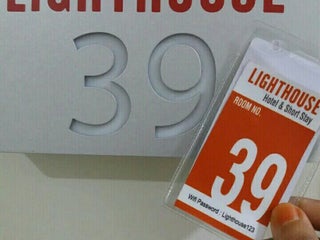 LIGHTHOUSE
39
LIGHTHOUSE
Hotel & Short Stay
ROOM NO.
39
Wifi Password : Lighthouse123